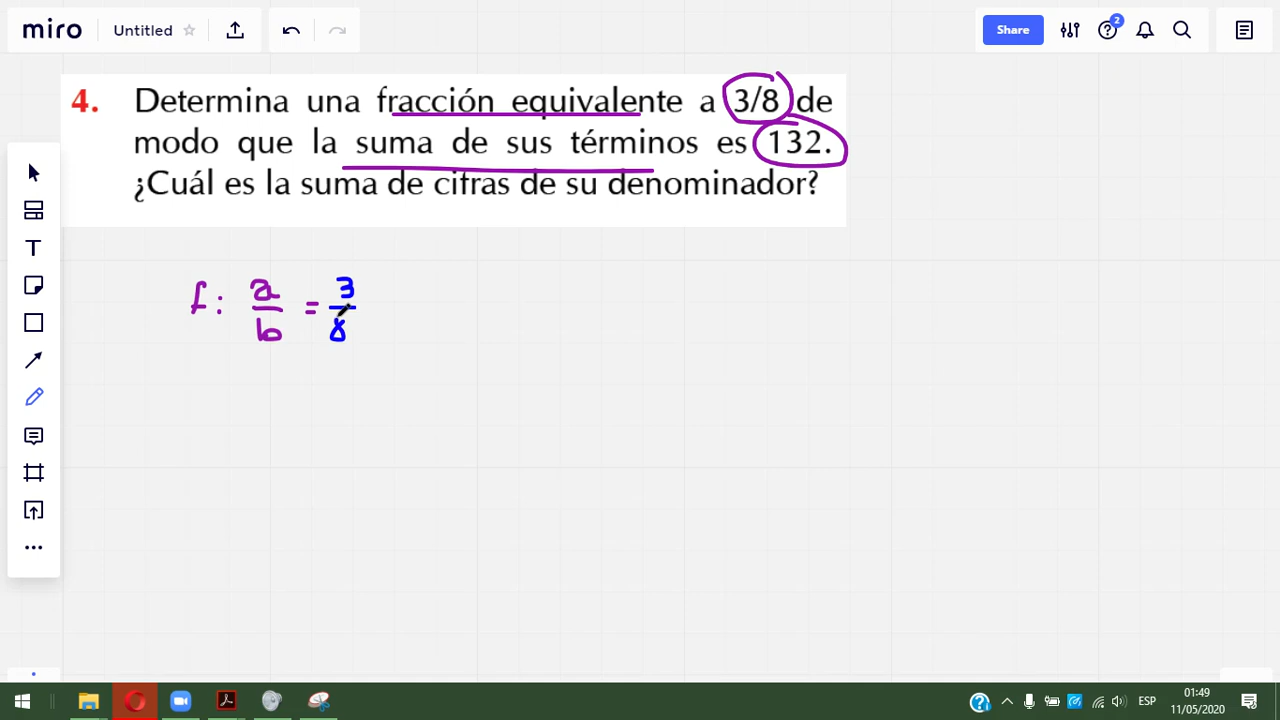 miro Untitled Share 2
4. Determina una fracción equivalente a 3/8 de
modo que la suma de sus términos es 132.
¿Cuál es la suma de cifras de su denominador?
f: a/b = 3/8
T
ESP 01:49
11/05/2020